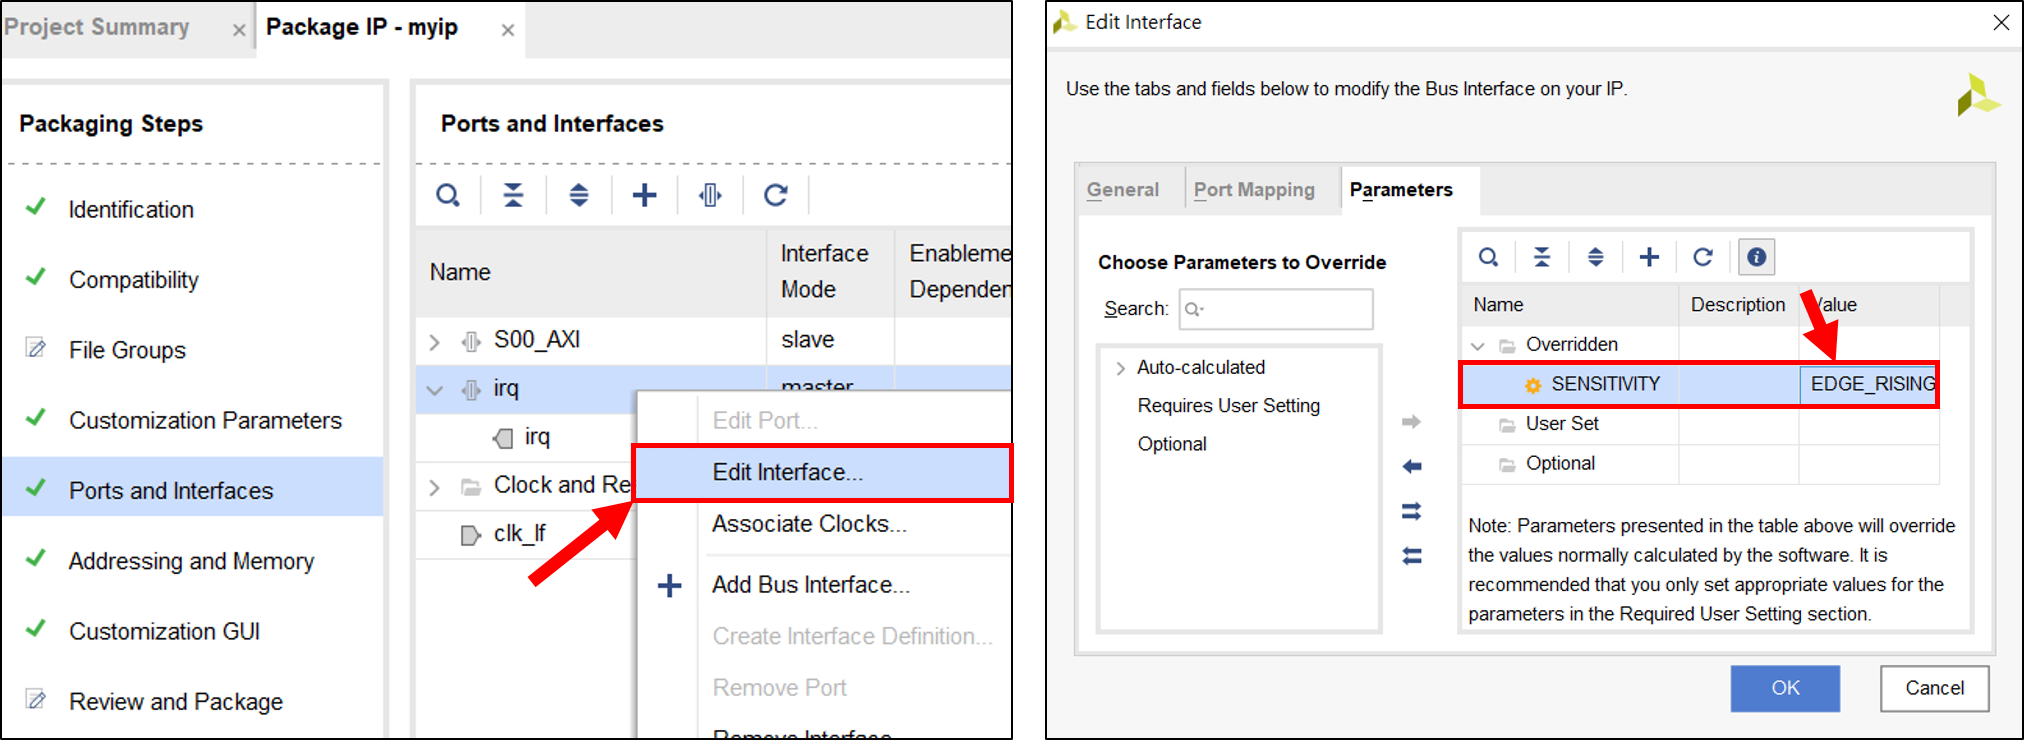 Project Summary
Package IP - myip
Packaging Steps
Identification
Compatibility
File Groups
Customization Parameters
Ports and Interfaces
Addressing and Memory
Customization GUI
Review and Package
Ports and Interfaces
Name
Interface
Mode
Enableme
Dependen
S00_AXI
slave
irq
master
irq
Clock and Re
clk_lf
Edit Port...
Edit Interface...
Associate Clocks...
Add Bus Interface...
Create Interface Definition...
Remove Port
Remove Interface
Edit Interface
Use the tabs and fields below to modify the Bus Interface on your IP.
General
Port Mapping
Parameters
Choose Parameters to Override
Search:
Auto-calculated
Requires User Setting
Optional
Name
Description
alue
Overridden
SENSITIVITY
EDGE_RISING
User Set
Optional
Note: Parameters presented in the table above will override
the values normally calculated by the software. It is
recommended that you only set appropriate values for the
parameters in the Required User Setting section.
OK
Cancel